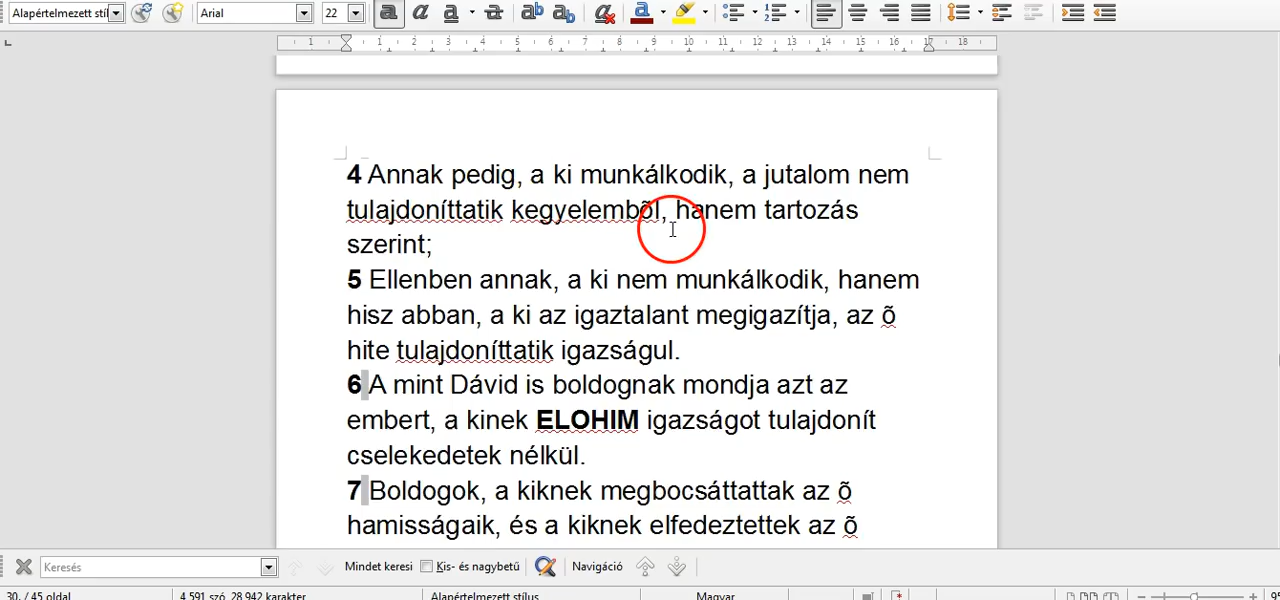 Alapértelmezett stíl Arial 22
1 1 2 3 4 5 6 7 8 9 10 11 12 13 14 15 16 17 18
4 Annak pedig, a ki munkálkodik, a jutalom nem
tulajdoníttatik kegyelembõl, hanem tartozás
szerint;
5 Ellenben annak, a ki nem munkálkodik, hanem
hisz abban, a ki az igaztalant megigazítja, az õ
hite tulajdoníttatik igazságul.
6 A mint Dávid is boldognak mondja azt az
embert, a kinek ELOHIM igazságot tulajdonít
cselekedetek nélkül.
7 Boldogok, a kiknek megbocsáttattak az õ
hamisságaik, és a kiknek elfedeztettek az õ
Keresés Mindet keresi Kis- és nagybetű Navigáció
30. / 45 oldal 4 591 szó, 28 942 karakter Alapértelmezett stílus Magyar